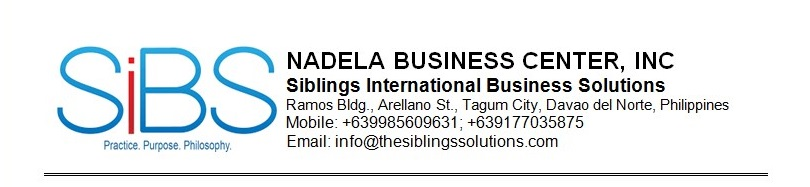 SiBS
Practice. Purpose. Philosophy.
NADELA BUSINESS CENTER, INC
Siblings International Business Solutions
Ramos Bldg., Arellano St., Tagum City, Davao del Norte, Philippines
Mobile: +639985609631; +639177035875
Email: info@thesiblingssolutions.com